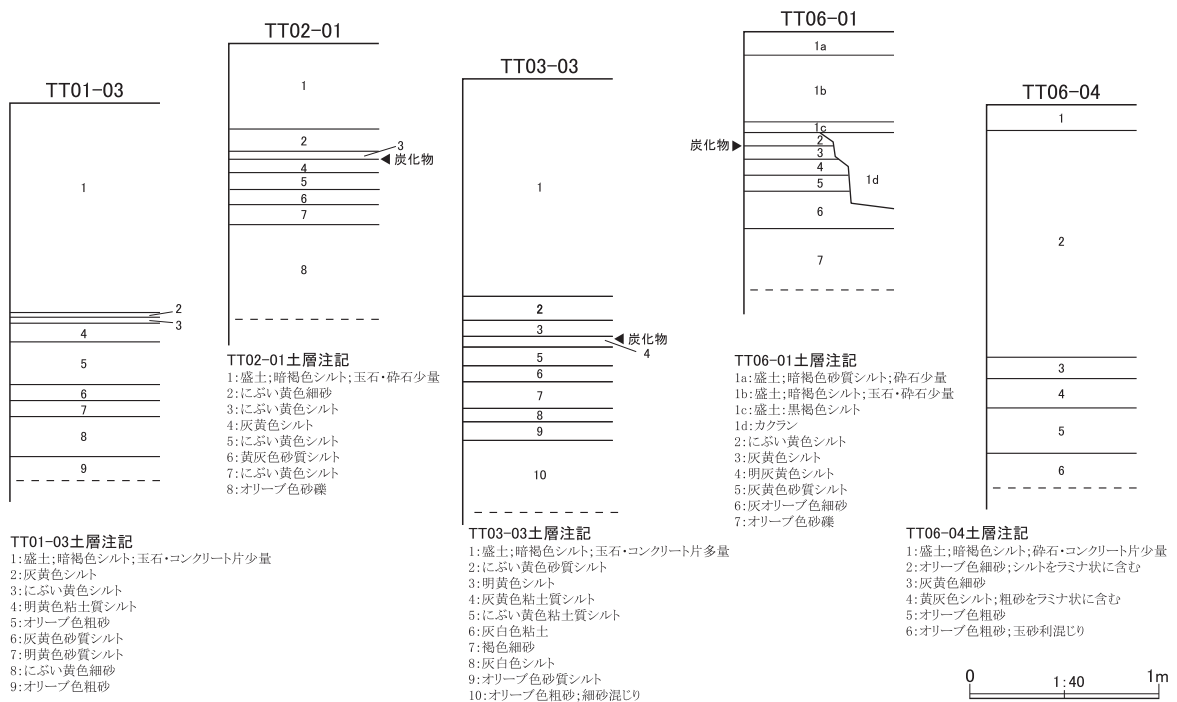 TT01-03
1
2
3
4
5
6
7
8
9
TT01-03土層注記
1:盛土;暗褐色シルト;玉石・コンクリート片少量
2:灰黄色シルト
3:にぶい黄色シルト
4:明黄色粘土質シルト
5:オリーブ色粗砂
6:灰黄色砂質シルト
7:明黄色砂質シルト
8:にぶい黄色細砂
9:オリーブ色粗砂
TT02-01
1
2
3
炭化物
4
5
6
7
8
TT02-01土層注記
1:盛土;暗褐色シルト;玉石・砕石少量
2:にぶい黄色細砂
3:にぶい黄色シルト
4:灰黄色シルト
5:にぶい黄色シルト
6:黄灰色砂質シルト
7:にぶい黄色シルト
8:オリーブ色砂礫
TT03-03
1
2
3
炭化物
4
5
6
7
8
9
10
TT03-03土層注記
1:盛土;暗褐色シルト;玉石・コンクリート片多量
2:にぶい黄色砂質シルト
3:明黄色シルト
4:灰黄色粘土質シルト
5:にぶい黄色粘土質シルト
6:灰白色粘土
7:褐色細砂
8:灰白色シルト
9:オリーブ色砂質シルト
10:オリーブ色粗砂;細砂混じり
TT06-01
1a
1b
1c
炭化物
2
3
4
1d
5
6
7
TT06-01土層注記
1a:盛土;暗褐色砂質シルト;砕石少量
1b:盛土;暗褐色シルト;玉石・砕石少量
1c:盛土:黒褐色シルト
1d:カクラン
2:にぶい黄色シルト
3:灰黄色シルト
4:明灰黄色シルト
5:灰黄色砂質シルト
6:灰オリーブ色細砂
7:オリーブ色砂礫
TT06-04
1
2
3
4
5
6
TT06-04土層注記
1:盛土;暗褐色シルト;砕石・コンクリート片少量
2:オリーブ色細砂;シルトをラミナ状に含む
3:灰黄色細砂
4:黄灰色シルト;粗砂をラミナ状に含む
5:オリーブ色粗砂
6:オリーブ色粗砂;玉砂利混じり
0 1:40 1m